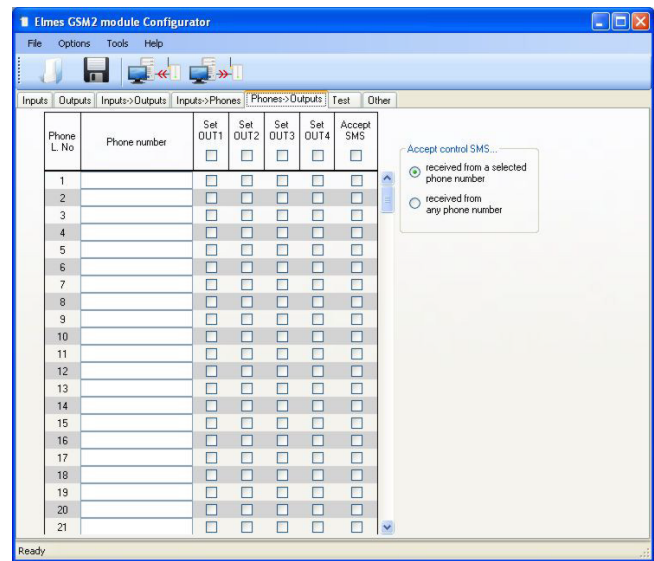 Elmes GSM2 module Configurator
File Options Tools Help
Inputs Outputs Inputs->Outputs Inputs->Phones Phones->Outputs Test Other
Phone L. No Phone number Set OUT1 Set OUT2 Set OUT3 Set OUT4 Accept SMS
Accept control SMS...
received from a selected
phone number
received from
any phone number
1
2
3
4
5
6
7
8
9
10
11
12
13
14
15
16
17
18
19
20
21
Ready